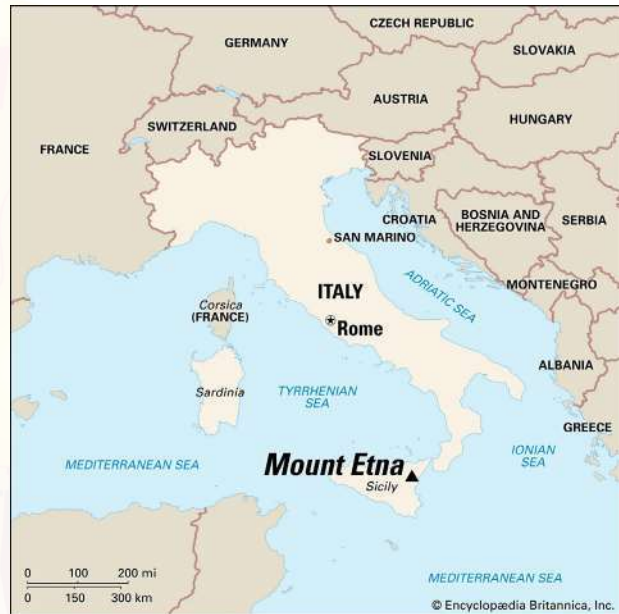 CZECH REPUBLIC
GERMANY
SLOVAKIA
AUSTRIA
HUNGARY
SWITZERLAND
FRANCE
SLOVENIA
CROATIA
BOSNIA AND
HERZEGOVINA
SERBIA
SAN MARINO
ADRIATIC SEA
MONTENEGRO
ITALY
Corsica
(FRANCE)
Rome
ALBANIA
Sardinia
TYRRHENIAN
SEA
GREECE
IONIAN
SEA
MEDITERRANEAN SEA
Mount Etna
Sicily
0 100 200 mi
0 150 300 km
MEDITERRANEAN SEA
© Encyclopædia Britannica, Inc.